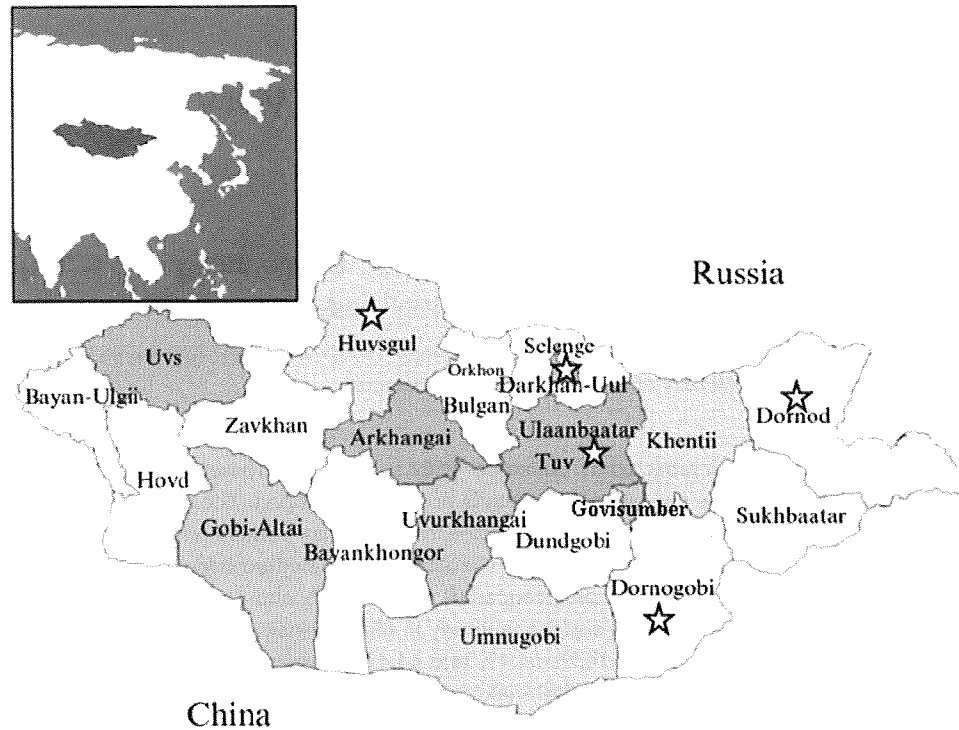 Russia
Huvsgul
Selenge
Uvs
Orkhon
Darkhan-Uul
Bayan-Ulgii
Bulgan
Dornod
Zavkhan
Arkhangai
Ulaanbaatar
Khentii
Tuv
Hovd
Govisumber
Sukhbaatar
Gobi-Altai
Uvurkhangai
Dundgobi
Bayankhongor
Dornogobi
Umnugobi
China